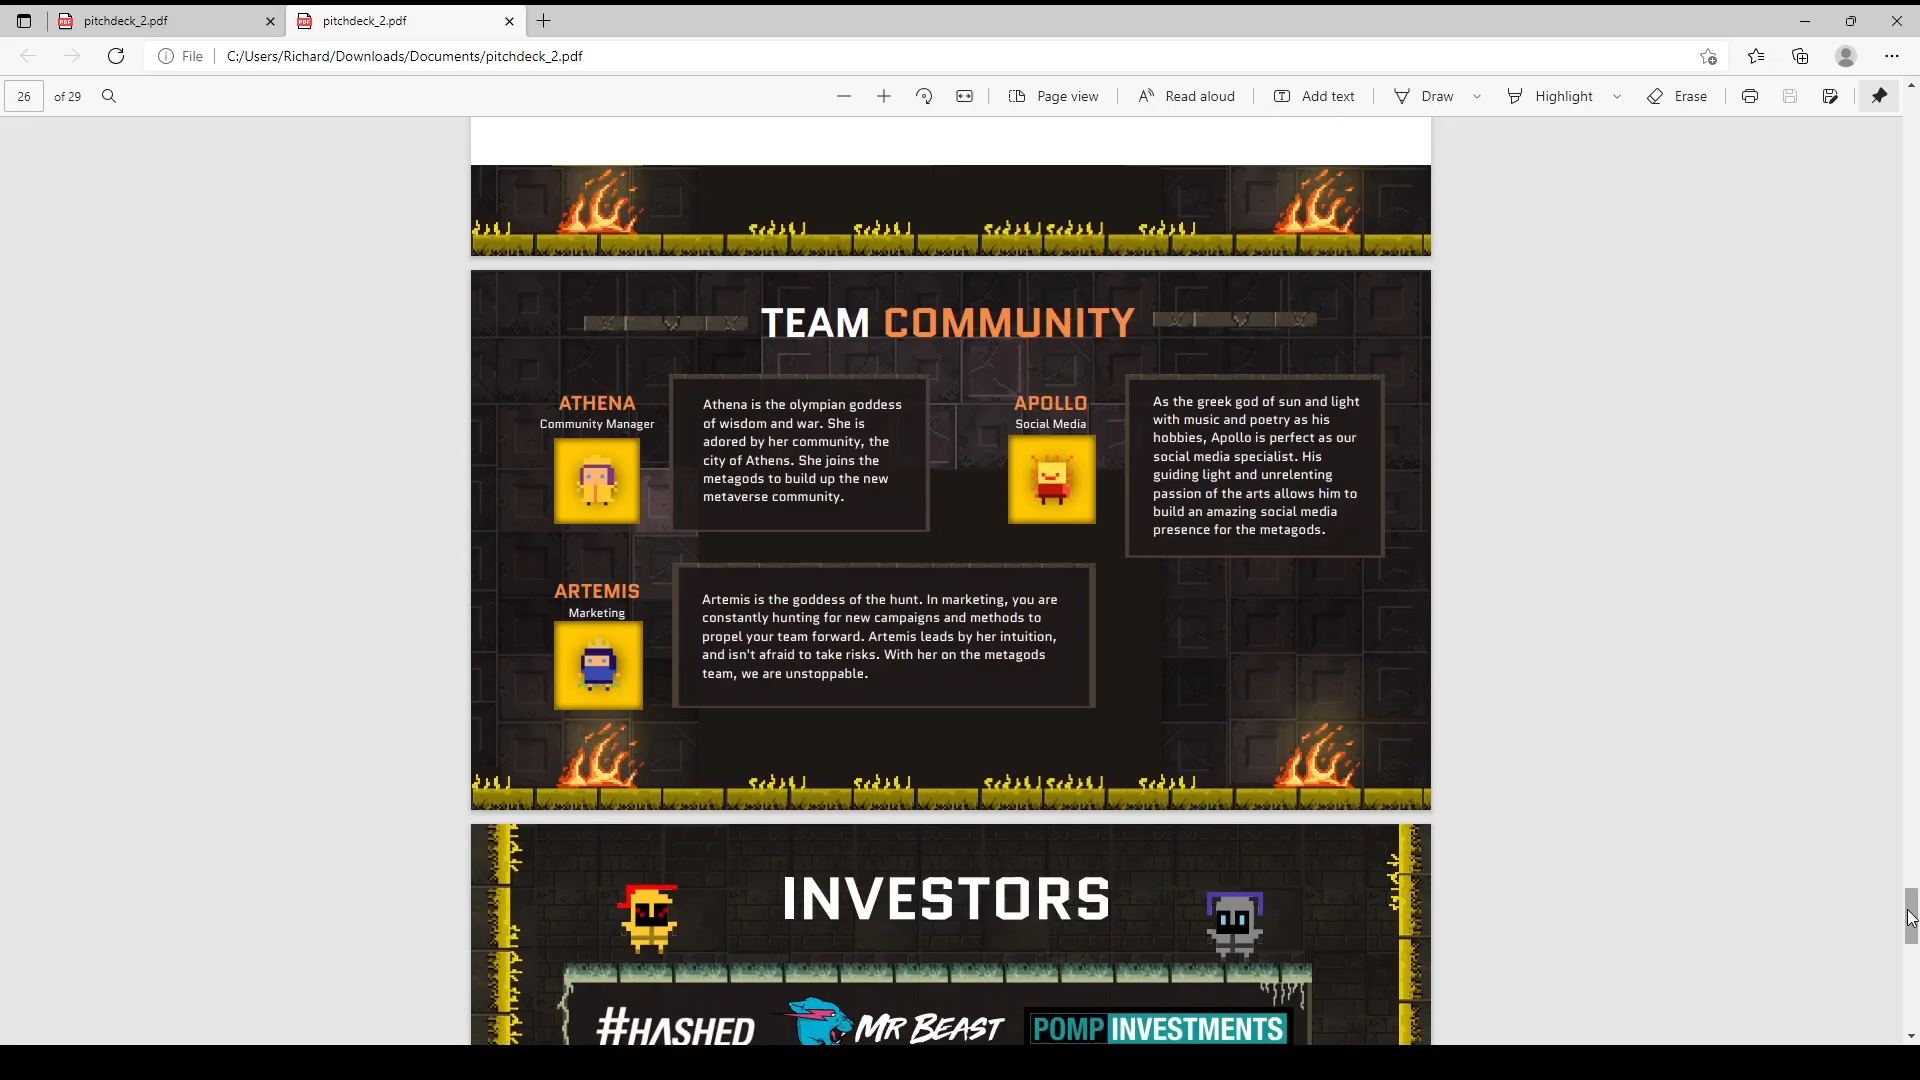 pitchdeck_2.pdf
pitchdeck_2.pdf
File
C:/Users/Richard/Downloads/Documents/pitchdeck_2.pdf
26 of 29
Page view
Read aloud
Add text
Draw
Highlight
Erase
TEAM COMMUNITY
ATHENA
Community Manager
Athena is the olympian goddess
of wisdom and war. She is
adored by her community, the
city of Athens. She joins the
metagods to build up the new
metaverse community.
APOLLO
Social Media
As the greek god of sun and light
with music and poetry as his
hobbies, Apollo is perfect as our
social media specialist. His
guiding light and unrelenting
passion of the arts allows him to
build an amazing social media
presence for the metagods.
ARTEMIS
Marketing
Artemis is the goddess of the hunt. In marketing, you are
constantly hunting for new campaigns and methods to
propel your team forward. Artemis leads by her intuition,
and isn't afraid to take risks. With her on the metagods
team, we are unstoppable.
INVESTORS
#HASHED
MR BEAST
POMP INVESTMENTS